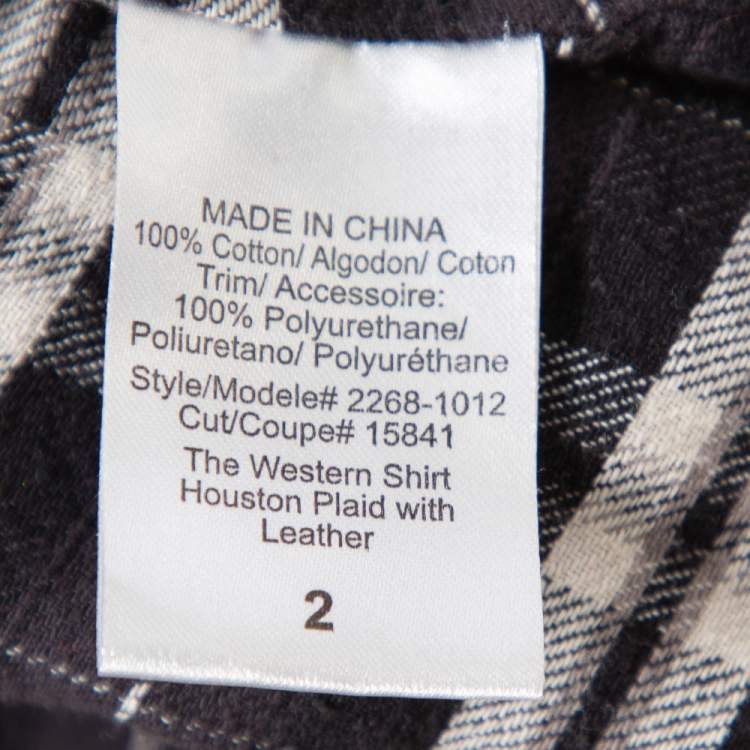 MADE IN CHINA
100% Cotton/ Algodon/ Coton
Trim/ Accessoire:
100% Polyurethane/
Poliuretano/ Polyuréthane
Style/Modele# 2268-1012
Cut/Coupe# 15841
The Western Shirt
Houston Plaid with
Leather
2